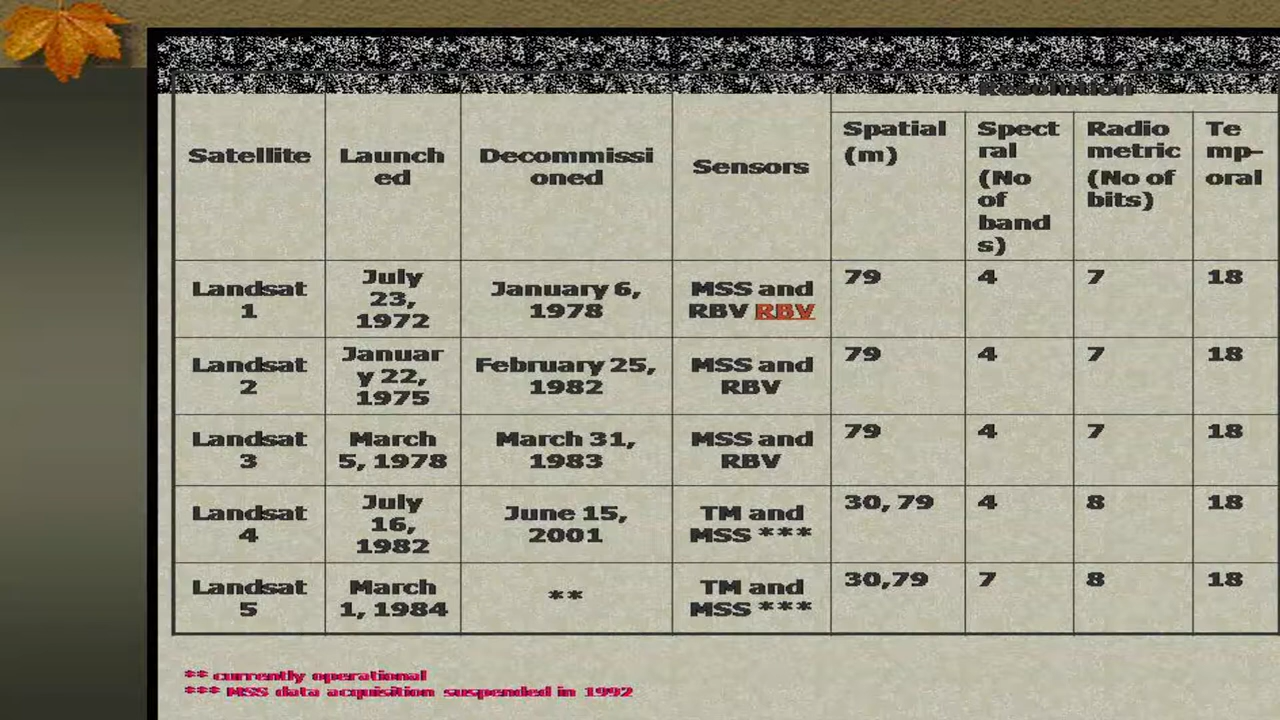 Resolution
Satellite
Launch
ed
Decommissi
oned
Sensors
Spatial
(m)
Spect
ral
(No
of
band
s)
Radio
metric
(No of
bits)
Te
mp-
oral
Landsat
1
July
23,
1972
January 6,
1978
MSS and
RBV RBV
79
4
7
18
Landsat
2
Januar
y 22,
1975
February 25,
1982
MSS and
RBV
79
4
7
18
Landsat
3
March
5, 1978
March 31,
1983
MSS and
RBV
79
4
7
18
Landsat
4
July
16,
1982
June 15,
2001
TM and
MSS ***
30, 79
4
8
18
Landsat
5
March
1, 1984
**
TM and
MSS ***
30,79
7
8
18
** currently operational
*** MSS data acquisition suspended in 1992